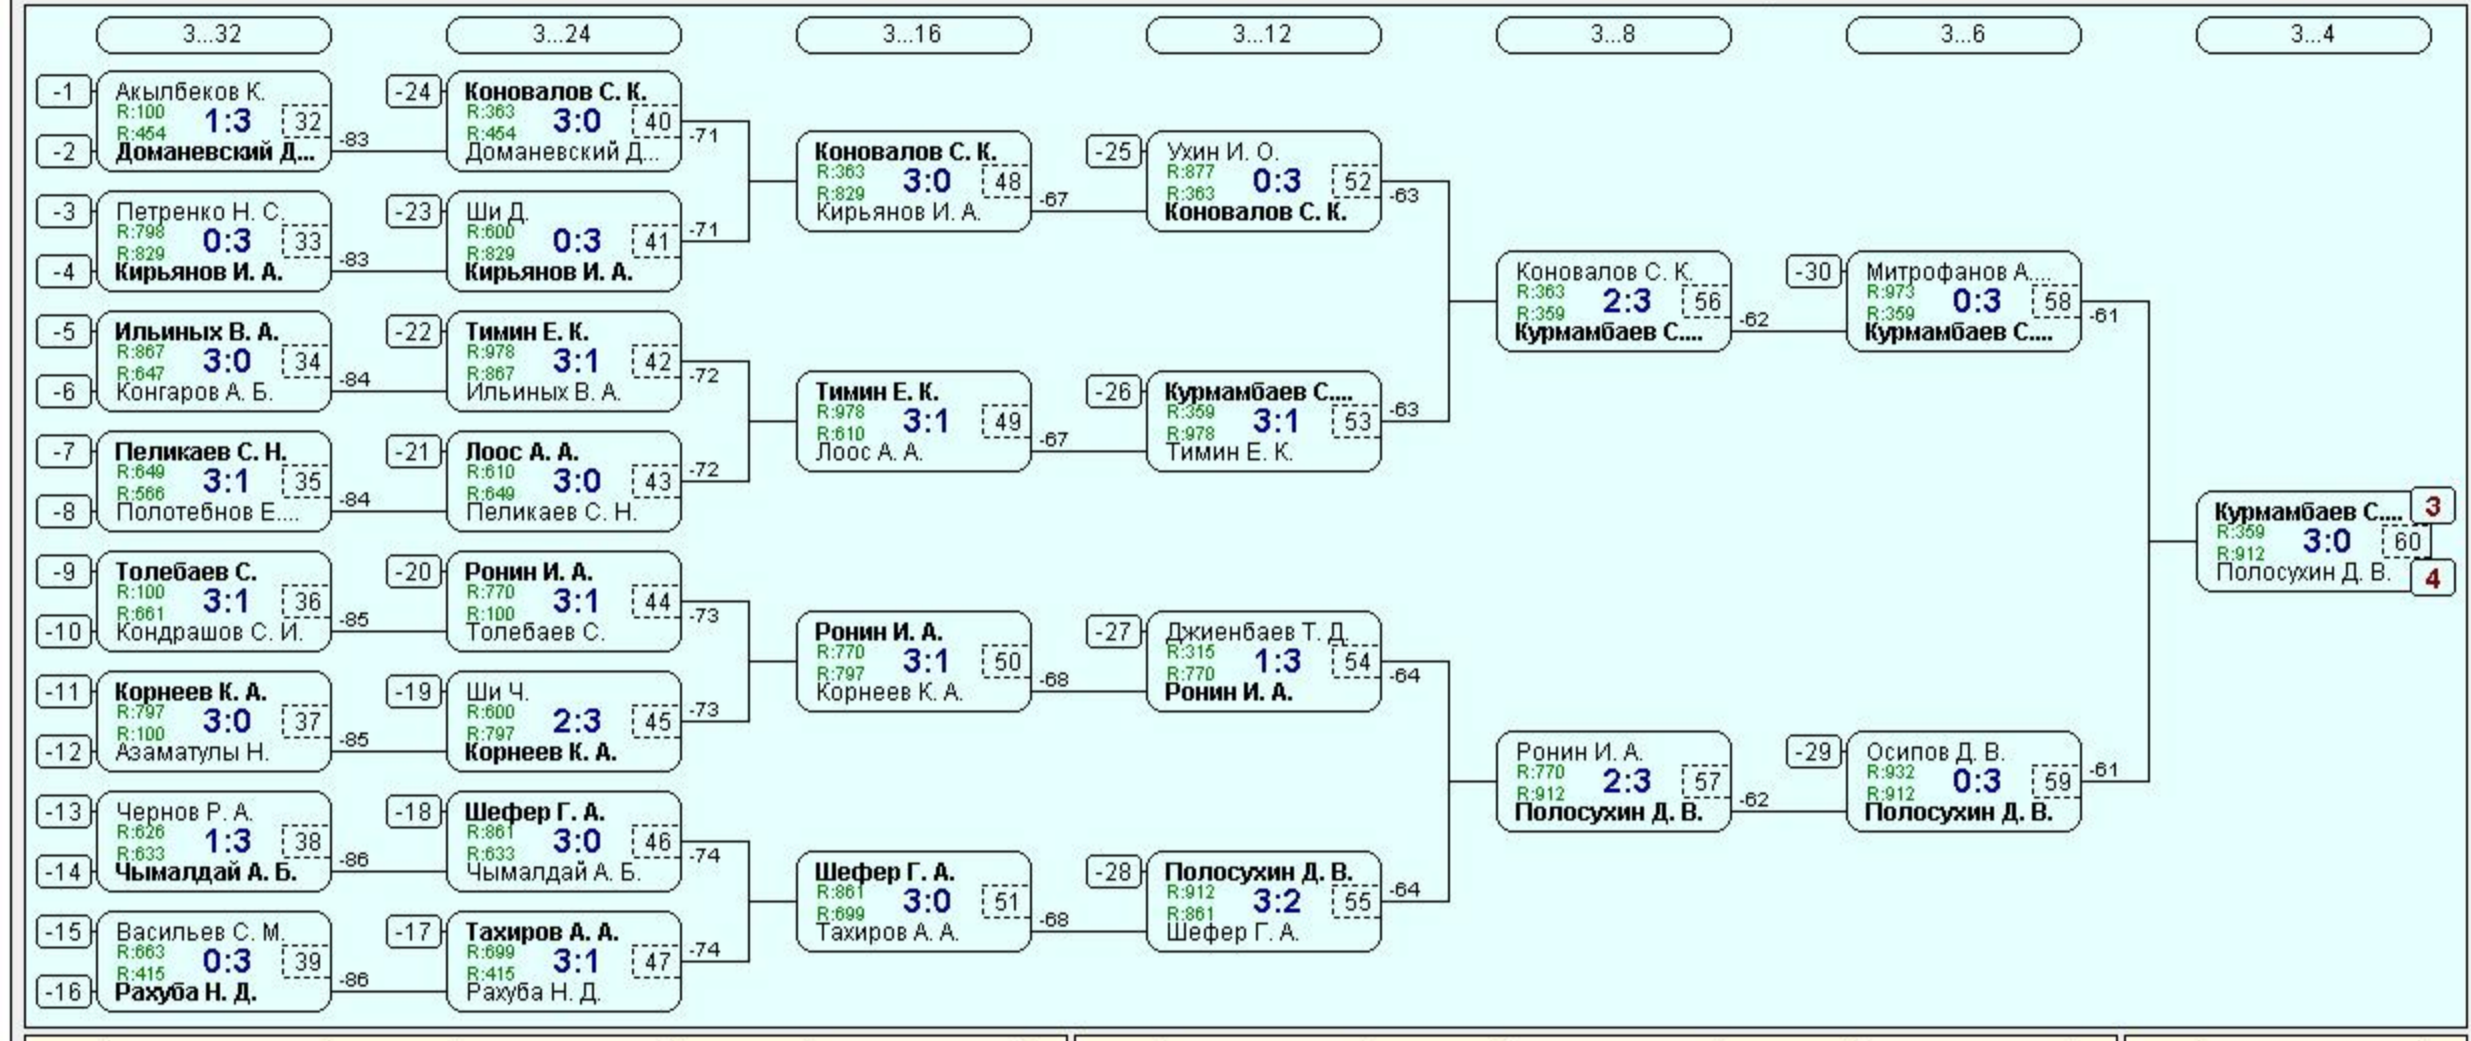 3...32
3...24
3...16
3...12
3...8
3...6
3...4
-1
Акылбеков К.
R:100
1:3
32
R:454
-2
Доманевский Д...
-83
-3
Петренко Н. С.
R:798
0:3
33
R:829
-4
Кирьянов И. А.
-83
-5
Ильиных В. А.
R:867
3:0
34
R:647
-6
Конгаров А. Б.
-84
-7
Пеликаев С. Н.
R:649
3:1
35
R:566
-8
Полотебнов Е....
-84
-9
Толебаев С.
R:100
3:1
36
R:661
-10
Кондрашов С. И.
-85
-11
Корнеев К. А.
R:797
3:0
37
R:100
-12
Азаматулы Н.
-85
-13
Чернов Р. А.
R:626
1:3
38
R:633
-14
Чымалдай А. Б.
-86
-15
Васильев С. М.
R:663
0:3
39
R:415
-16
Рахуба Н. Д.
-86
-24
Коновалов С. К.
R:363
3:0
40
R:454
Доманевский Д...
-71
-23
Ши Д.
R:600
0:3
41
R:829
Кирьянов И. А.
-71
-22
Тимин Е. К.
R:978
3:1
42
R:867
Ильиных В. А.
-72
-21
Лоос А. А.
R:610
3:0
43
R:649
Пеликаев С. Н.
-72
-20
Ронин И. А.
R:770
3:1
44
R:100
Толебаев С.
-73
-19
Ши Ч.
R:600
2:3
45
R:797
Корнеев К. А.
-73
-18
Шефер Г. А.
R:861
3:0
46
R:633
Чымалдай А. Б.
-74
-17
Тахиров А. А.
R:699
3:1
47
R:415
Рахуба Н. Д.
-74
Коновалов С. К.
R:363
3:0
48
R:829
Кирьянов И. А.
-67
Тимин Е. К.
R:978
3:1
49
R:610
Лоос А. А.
-67
Ронин И. А.
R:770
3:1
50
R:797
Корнеев К. А.
-68
Шефер Г. А.
R:861
3:0
51
R:699
Тахиров А. А.
-68
-25
Ухин И. О.
R:877
0:3
52
R:363
Коновалов С. К.
-63
-26
Курмамбаев С....
R:359
3:1
53
R:978
Тимин Е. К.
-63
-27
Джиенбаев Т. Д.
R:315
1:3
54
R:770
Ронин И. А.
-64
-28
Полосухин Д. В.
R:912
3:2
55
R:861
Шефер Г. А.
-64
Коновалов С. К.
R:363
2:3
56
R:359
Курмамбаев С....
-62
Ронин И. А.
R:770
2:3
57
R:912
Полосухин Д. В.
-62
-30
Митрофанов А....
R:973
0:3
58
R:359
Курмамбаев С....
-61
-29
Осипов Д. В.
R:932
0:3
59
R:912
Полосухин Д. В.
-61
Курмамбаев С....
3
R:359
3:0
60
R:912
Полосухин Д. В.
4